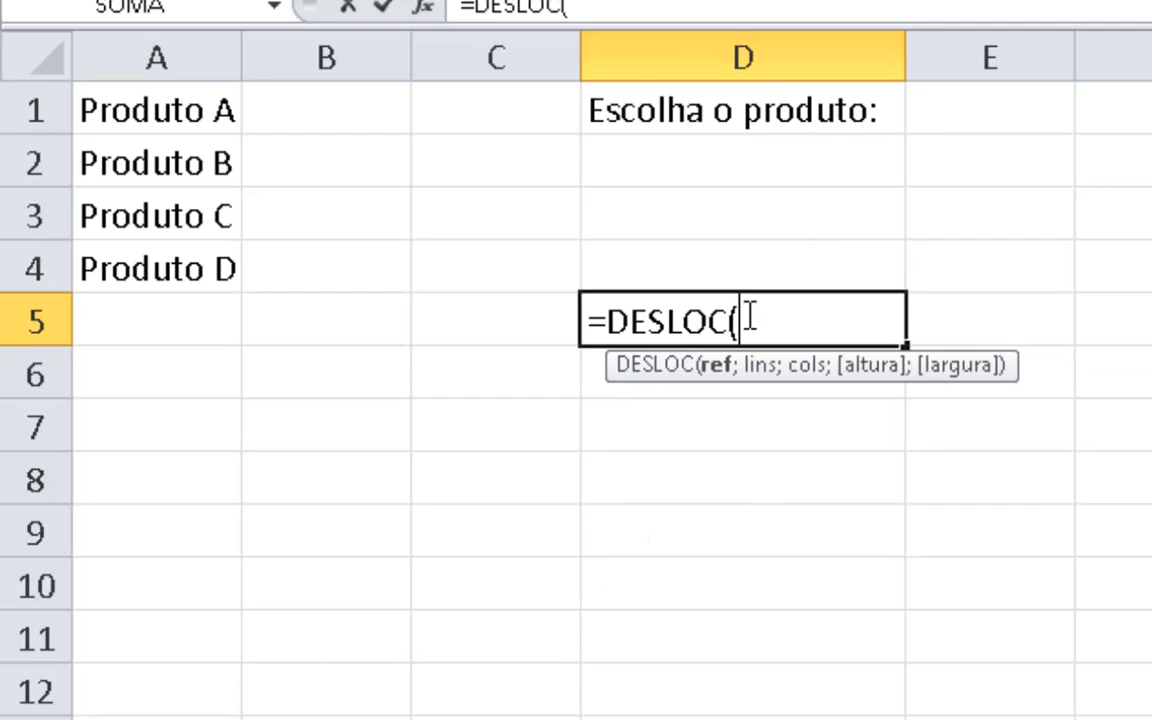 SOMA fx =DESLOC(
A B C D E
1 Produto A Escolha o produto:
2 Produto B
3 Produto C
4 Produto D
5 =DESLOC(
DESLOC(ref; lins; cols; [altura]; [largura])
6
7
8
9
10
11
12